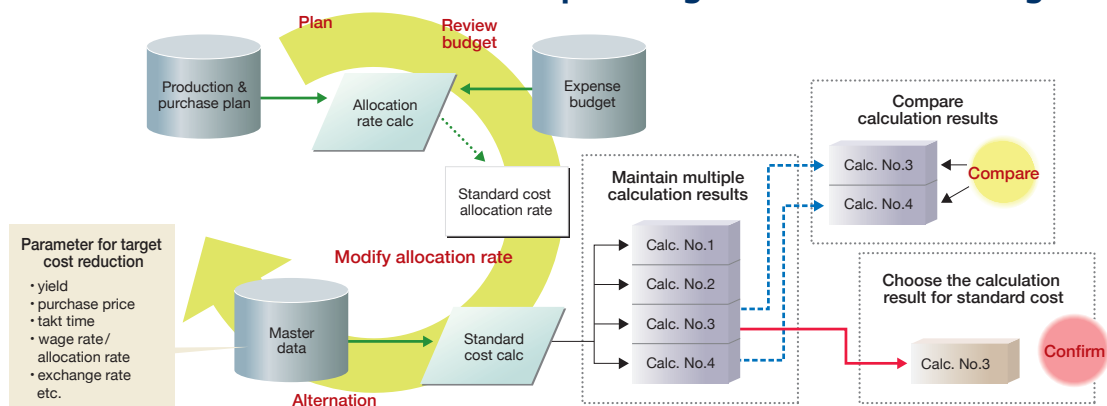 Plan
Review
budget
Production &
purchase plan
Allocation
rate calc
Expense
budget
Standard cost
allocation rate
Parameter for target
cost reduction
・yield
・purchase price
・takt time
・wage rate/
allocation rate
・exchange rate
etc.
Modify allocation rate
Master
data
Standard
cost calc
Alternation
Maintain multiple
calculation results
Calc. No.1
Calc. No.2
Calc. No.3
Calc. No.4
Compare
calculation results
Calc. No.3
Calc. No.4
Compare
Choose the calculation
result for standard cost
Calc. No.3
Confirm